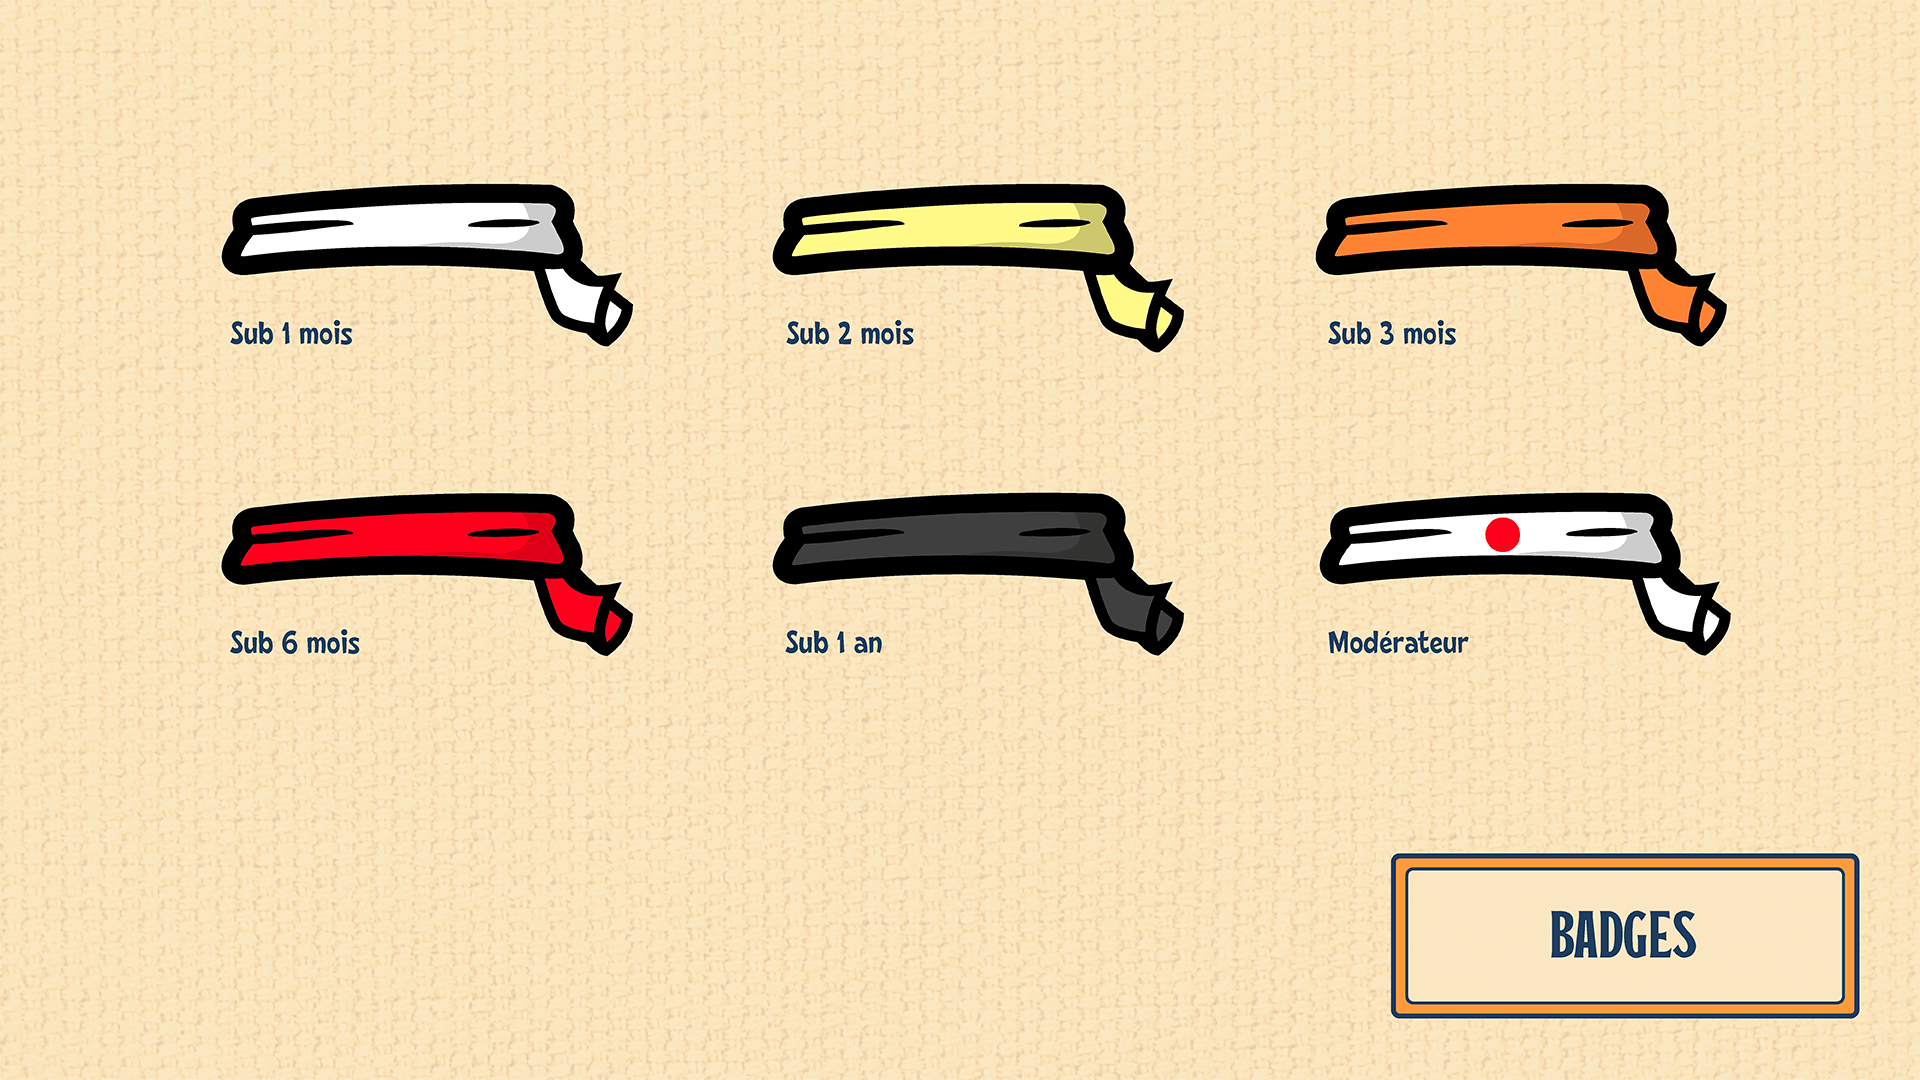 Sub 1 mois
Sub 2 mois
Sub 3 mois
Sub 6 mois
Sub 1 an
Modérateur
BADGES